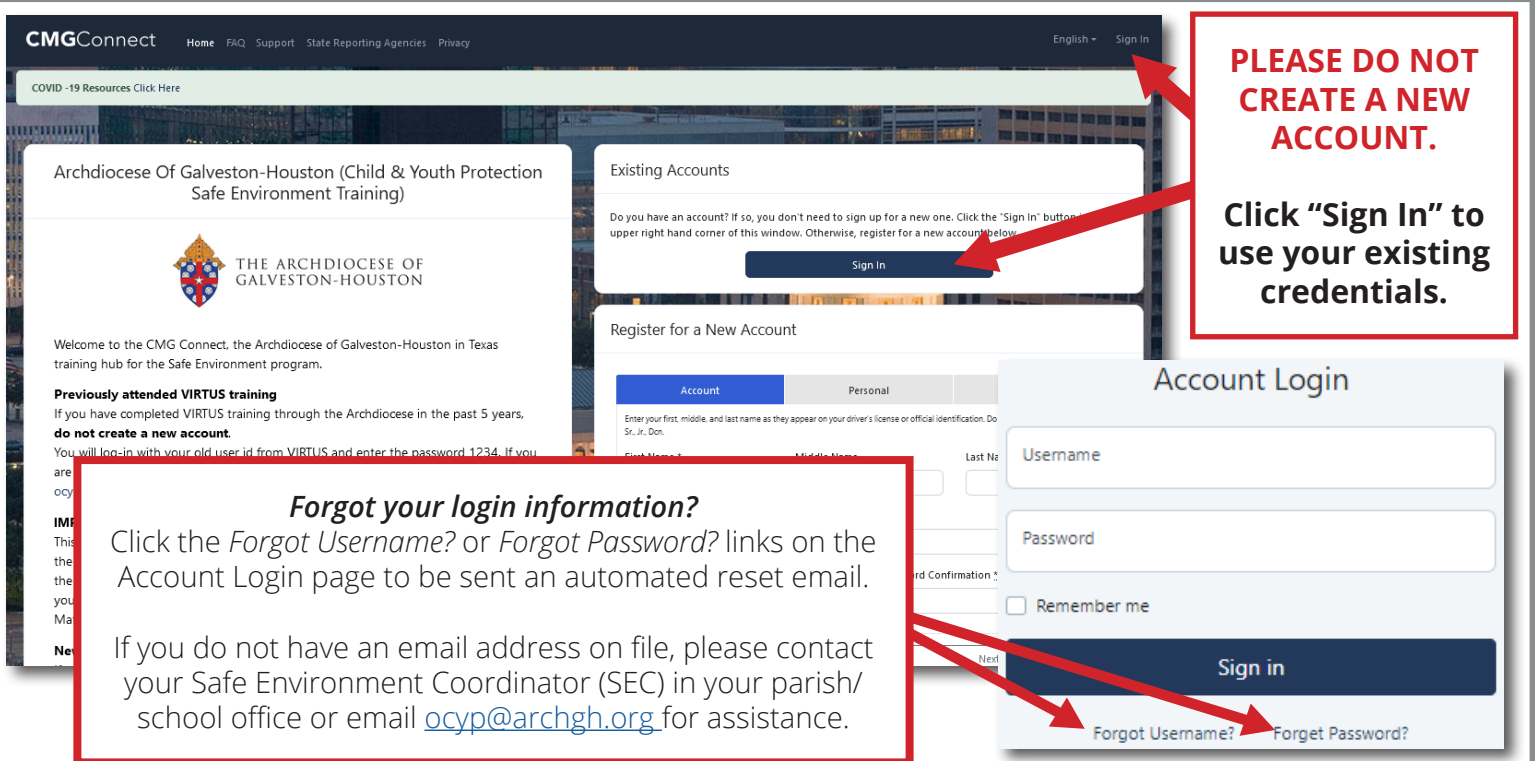 CMGConnect Home FAQ Support State Reporting Agencies Privacy English Sign In
COVID -19 Resources Click Here
Archdiocese Of Galveston-Houston (Child & Youth Protection
Safe Environment Training)
THE ARCHDIOCESE OF
GALVESTON-HOUSTON
Welcome to the CMG Connect, the Archdiocese of Galveston-Houston in Texas
training hub for the Safe Environment program.
Previously attended VIRTUS training
If you have completed VIRTUS training through the Archdiocese in the past 5 years,
do not create a new account.
You will log-in with your old user id from VIRTUS and enter the password 1234. If you
are
ocy
This
the
the
you
Ma
Existing Accounts
Do you have an account? If so, you don't need to sign up for a new one. Click the "Sign In" button
upper right hand corner of this window. Otherwise, register for a new account below.
Sign In
Register for a New Account
Account Personal
Enter your first, middle, and last name as they appear on your driver's license or official identification. Do
Sr., Jr., Dcn.
First Name * Middle Name Last Na
rd Confirmation *
Next
PLEASE DO NOT
CREATE A NEW
ACCOUNT.
Click “Sign In” to
use your existing
credentials.
Forgot your login information?
Click the Forgot Username? or Forgot Password? links on the
Account Login page to be sent an automated reset email.
If you do not have an email address on file, please contact
your Safe Environment Coordinator (SEC) in your parish/
school office or email ocyp@archgh.org for assistance.
Account Login
Username
Password
Remember me
Sign in
Forgot Username? Forget Password?